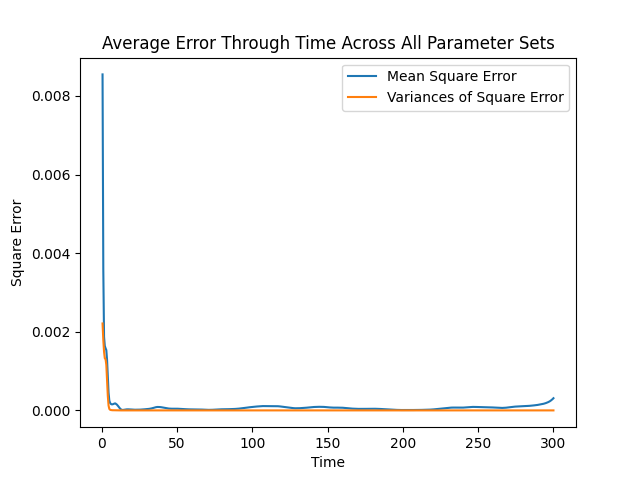 Average Error Through Time Across All Parameter Sets
Mean Square Error
Variances of Square Error
Square Error
0.008
0.006
0.004
0.002
0.000
0 50 100 150 200 250 300
Time